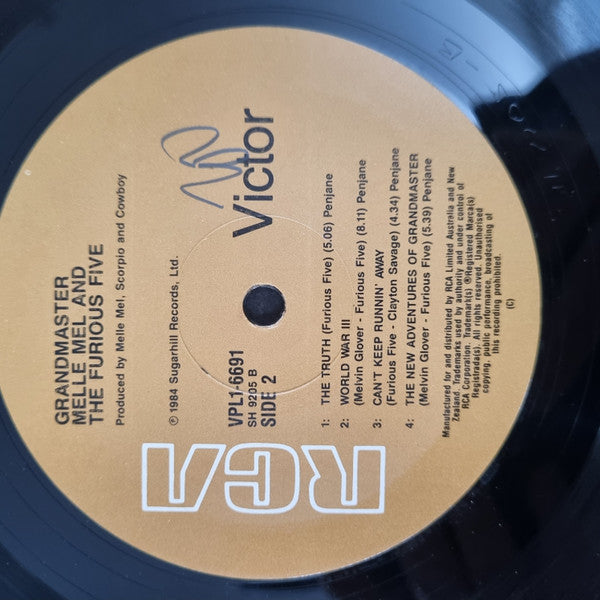 GRANDMASTER
MELLE MEL AND
THE FURIOUS FIVE
Produced by Melle Mel, Scorpio and Cowboy
℗ 1984 Sugarhill Records, Ltd.
Victor
RCA
VPL1-6691
SH 9205 B
SIDE 2
1: THE TRUTH (Furious Five) (5.06) Penjane
2: WORLD WAR III
(Melvin Glover - Furious Five) (8.11) Penjane
3: CAN'T KEEP RUNNIN' AWAY
(Furious Five - Clayton Savage) (4.34) Penjane
4: THE NEW ADVENTURES OF GRANDMASTER
(Melvin Glover - Furious Five) (5.39) Penjane
Manufactured for and distributed by RCA Limited Australia and New
Zealand. Trademarks used by authority and under control of
RCA Corporation. Trademark(s) ®Registered Marca(s)
Registrada(s). All rights reserved. Unauthorised
copying, public performance, broadcasting of
this recording prohibited.
(C)